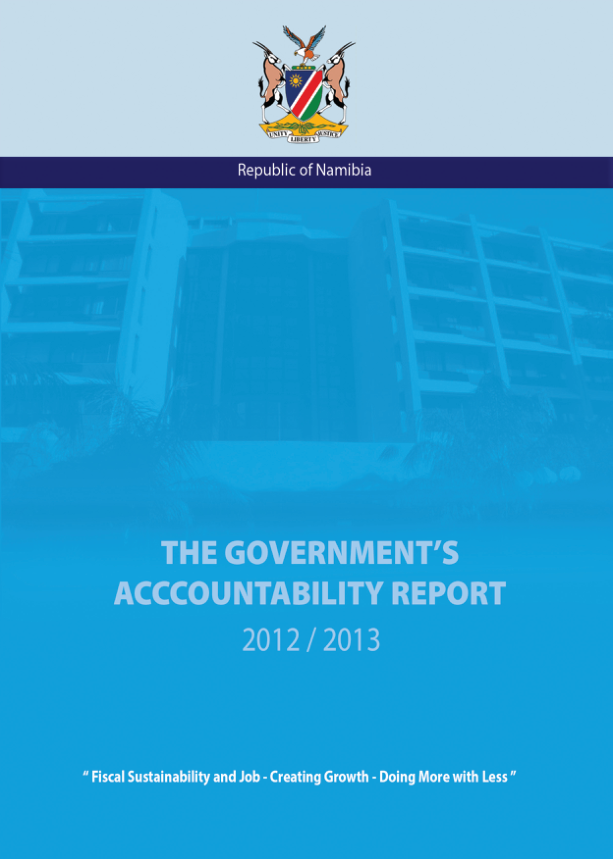 UNITY LIBERTY JUSTICE
Republic of Namibia
THE GOVERNMENT'S
ACCCOUNTABILITY REPORT
2012 / 2013
“ Fiscal Sustainability and Job - Creating Growth - Doing More with Less ”